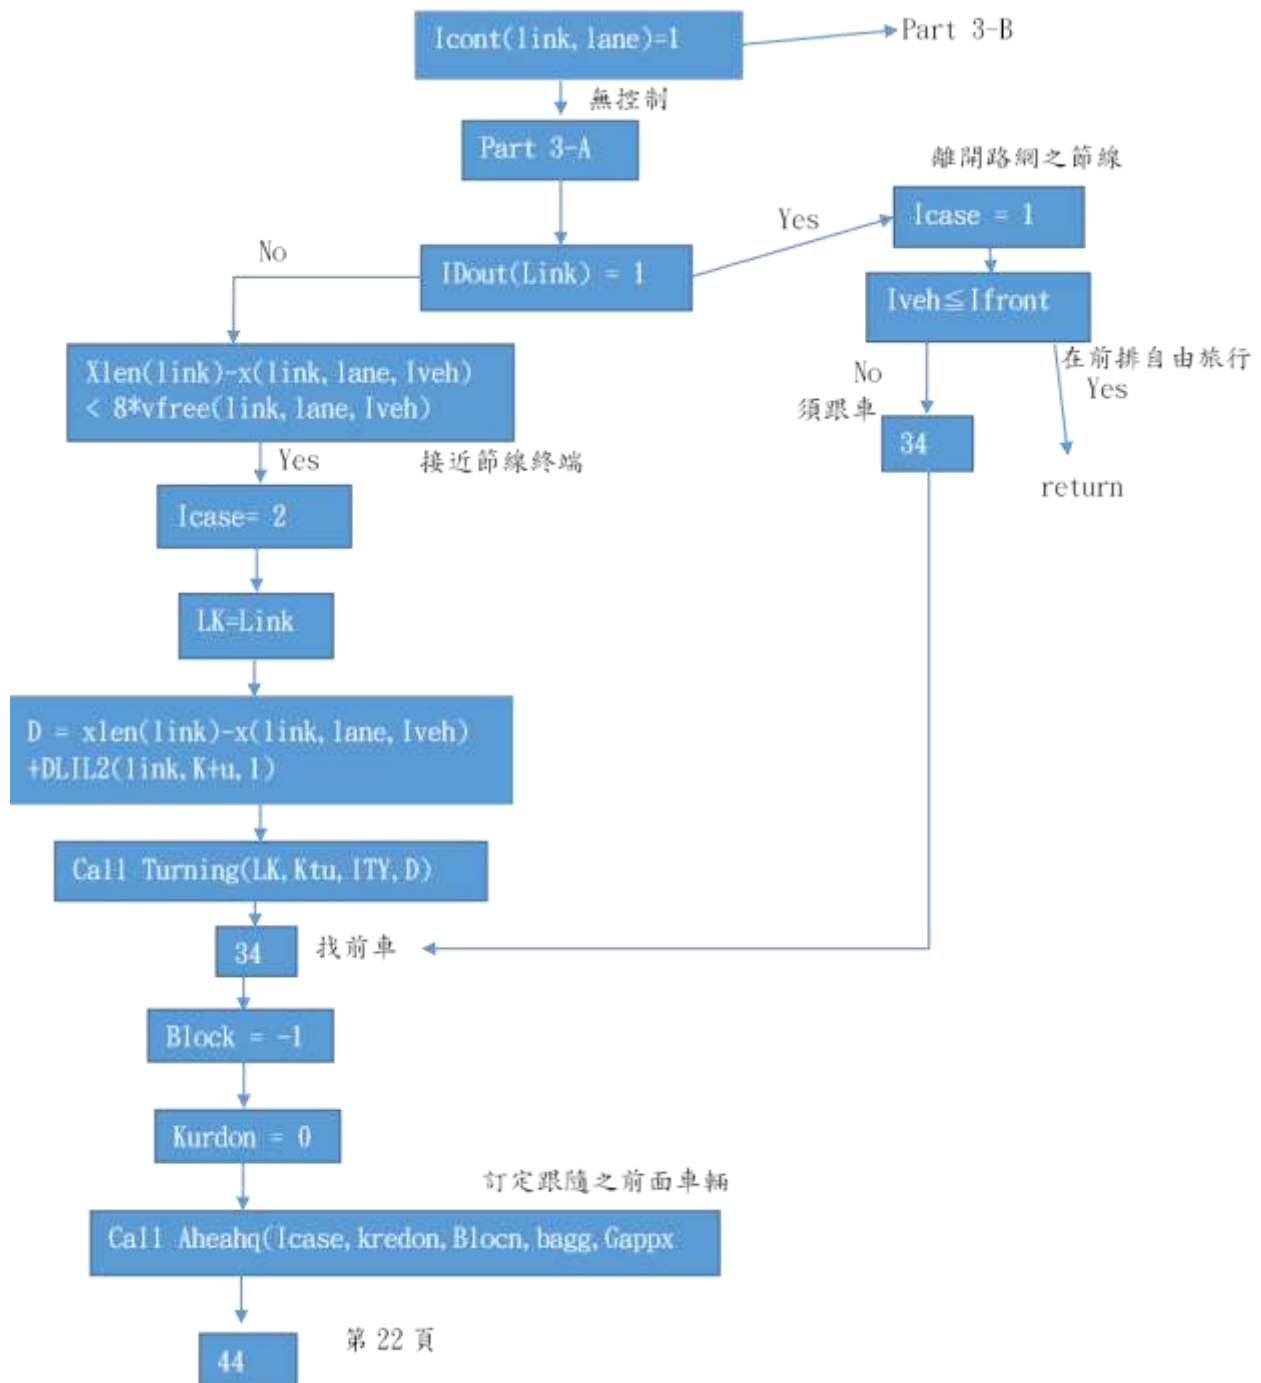 Icont(link,lane)=1
Part 3-B
無控制
Part 3-A
離開路網之節線
Icase = 1
Yes
No
IDout(Link) = 1
Iveh≦Ifront
Xlen(link)-x(link,lane,Iveh)
< 8*vfree(link,lane,Iveh)
在前排自由旅行
No
Yes
須跟車
34
Yes
接近節線終端
return
Icase= 2
LK=Link
D = xlen(link)-x(link,lane,Iveh)
+DLIL2(link,K+u,1)
Call Turning(LK,Ktu,ITY,D)
34
找前車
Block = -1
Kurdon = 0
訂定跟隨之前面車輛
Call Aheahq(Icase,kredon,Blocn,bagg,Gappx
第 22 頁
44